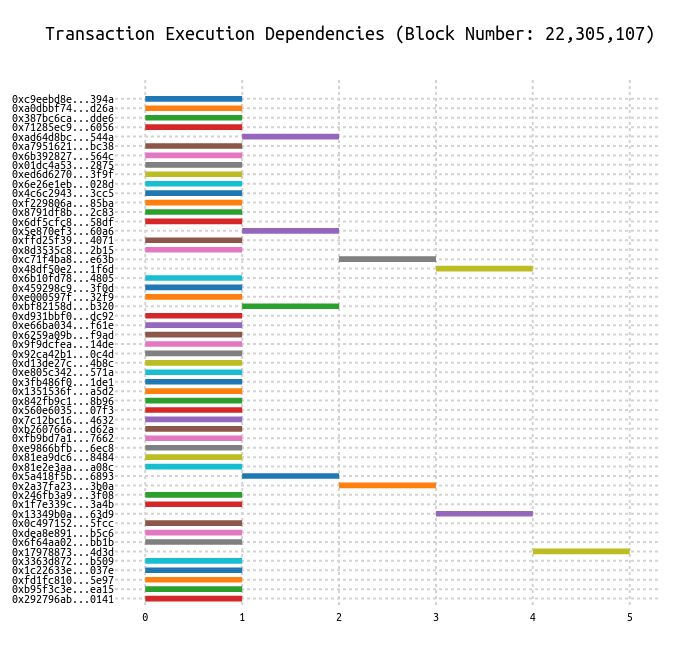 Transaction Execution Dependencies (Block Number: 22,305,107)
0xc9eebd8e...394a
0xa0dbbf74...d26a
0x387bc6ca...dde6
0x71285ec9...6056
0xad64d8bc...544a
0xa7951621...bc38
0x6b392827...564c
0x01dc4a53...2875
0xed6d6270...3f9f
0x6e26e1eb...028d
0x4c6c2943...3cc5
0xf229806a...85ba
0x8791df8b...2c83
0x6df5cfc8...58df
0x5e870ef3...60a6
0xffd25f39...4071
0x8d3535c8...2b15
0xc71f4ba8...e63b
0x48df50e2...1f6d
0x6b10fd78...4805
0x459298c9...3f0d
0xe000597f...32f9
0xbf82158d...b320
0xd931bbf0...dc92
0xe66ba034...f61e
0x6259a09b...f9ad
0x9f9dcfea...14de
0x92ca42b1...0c4d
0xd13de27c...4b8c
0xe805c342...571a
0x3fb486f0...1de1
0x1351536f...a5d2
0x842fb9c1...8b96
0x560e6035...07f3
0x7c12bc16...4632
0xb260766a...d62a
0xfb9bd7a1...7662
0xe9866bfb...6ec8
0x81ea9dc6...8484
0x81e2e3aa...a08c
0x5a418f5b...6893
0x2a37fa23...3b0a
0x246fb3a9...3f08
0x1f7e339c...3a4b
0x13349b0a...63d9
0x0c497152...5fcc
0xdea8e891...b5c6
0x6f64aa02...bb1b
0x17978873...4d3d
0x3363d872...b509
0x1c22633e...037e
0xfd1fc810...5e97
0xb95f3c3e...ea15
0x292796ab...0141
0 1 2 3 4 5